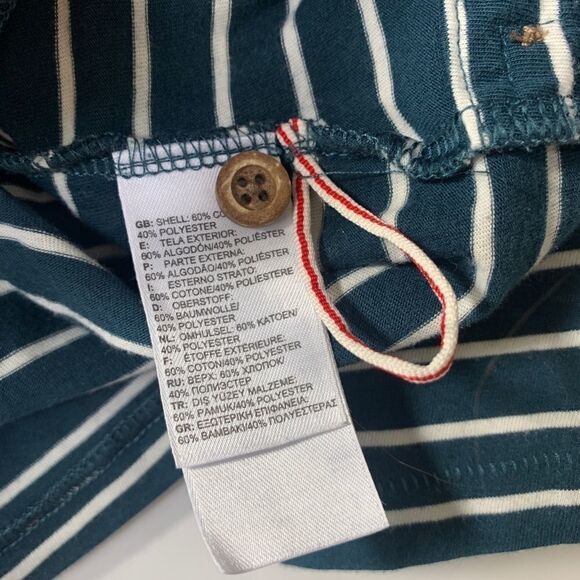 GB: SHELL: 60% CO
40% POLYESTER
E: TELA EXTERIOR:
60% ALGODÓN/40% POLIÉSTER
P: PARTE EXTERNA:
60% ALGODÃO/40% POLIÉSTER
I: ESTERNO STRATO:
60% COTONE/40% POLIESTERE
D: OBERSTOFF:
60% BAUMWOLLE/
40% POLYESTER
NL: OMHULSEL: 60% KATOEN/
40% POLYESTER
F: ÉTOFFE EXTÉRIEURE:
60% COTON/40% POLYESTER
RU: ВЕРХ: 60% ХЛОПОК/
40% ПОЛИЭСТЕР
TR: DIŞ YÜZEY MALZEME:
60% PAMUK/40% POLYESTER
GR: ΕΞΩΤΕΡΙΚΗ ΕΠΙΦΑΝΕΙΑ:
60% ΒΑΜΒΑΚΙ/40% ΠΟΛΥΕΣΤΕΡΑΣ